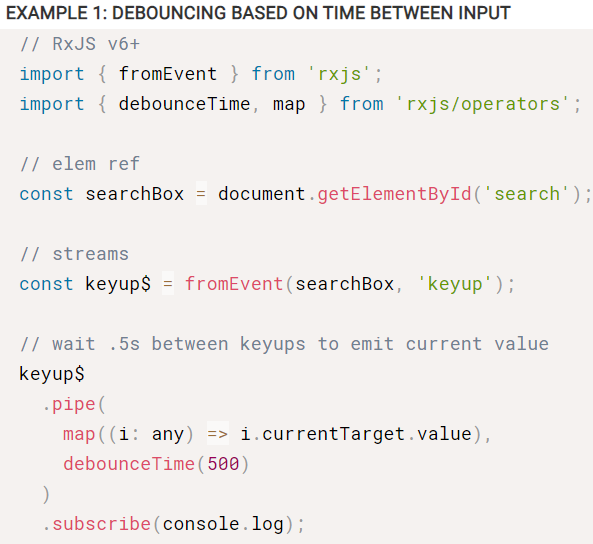 EXAMPLE 1: DEBOUNCING BASED ON TIME BETWEEN INPUT
// RxJS v6+
import { fromEvent } from 'rxjs';
import { debounceTime, map } from 'rxjs/operators';

// elem ref
const searchBox = document.getElementById('search');

// streams
const keyup$ = fromEvent(searchBox, 'keyup');

// wait .5s between keyups to emit current value
keyup$
  .pipe(
    map((i: any) => i.currentTarget.value),
    debounceTime(500)
  )
  .subscribe(console.log);